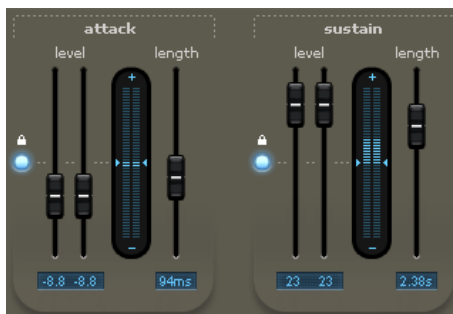 attack
level length
+
−
-8.8 -8.8 94ms
sustain
level length
+
−
23 23 2.38s